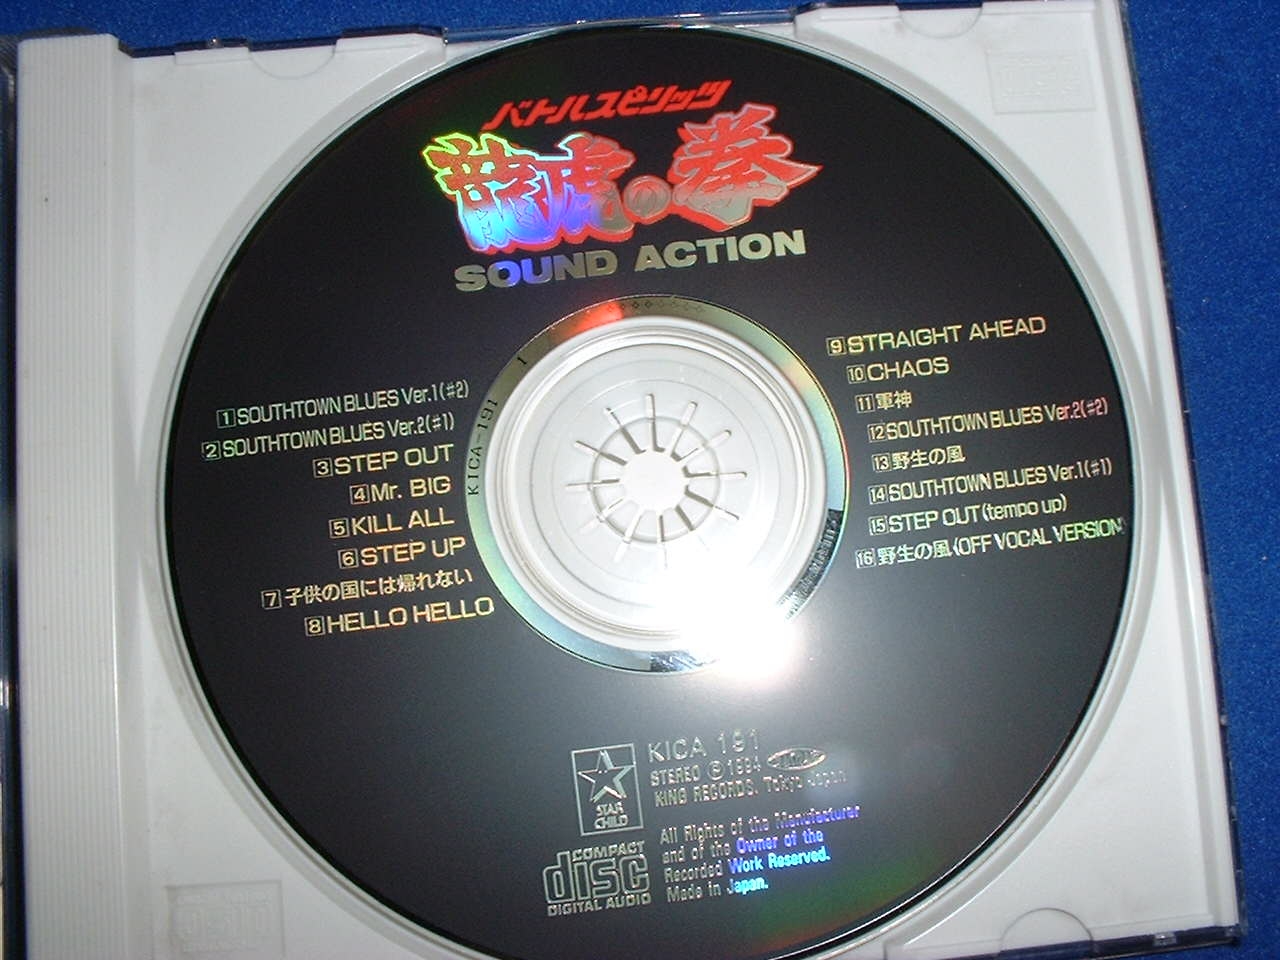 バトルスピリッツ
龍虎の拳
SOUND ACTION
1 SOUTHTOWN BLUES Ver.1(#2)
2 SOUTHTOWN BLUES Ver.2(#1)
3 STEP OUT
4 Mr. BIG
5 KILL ALL
6 STEP UP
7 子供の国には帰れない
8 HELLO HELLO
9 STRAIGHT AHEAD
10 CHAOS
11 軍神
12 SOUTHTOWN BLUES Ver.2(#2)
13 野生の風
14 SOUTHTOWN BLUES Ver.1(#1)
15 STEP OUT(tempo up)
16 野生の風〈OFF VOCAL VERSION
KICA-191 1
STAR
CHILD
KICA 191
STEREO Ⓟ1994
KING RECORDS. Tokyo Japan
COMPACT
disc
DIGITAL AUDIO
All Rights of the Manufacturer
and of the Owner of the
Recorded Work Reserved.
Made in Japan.